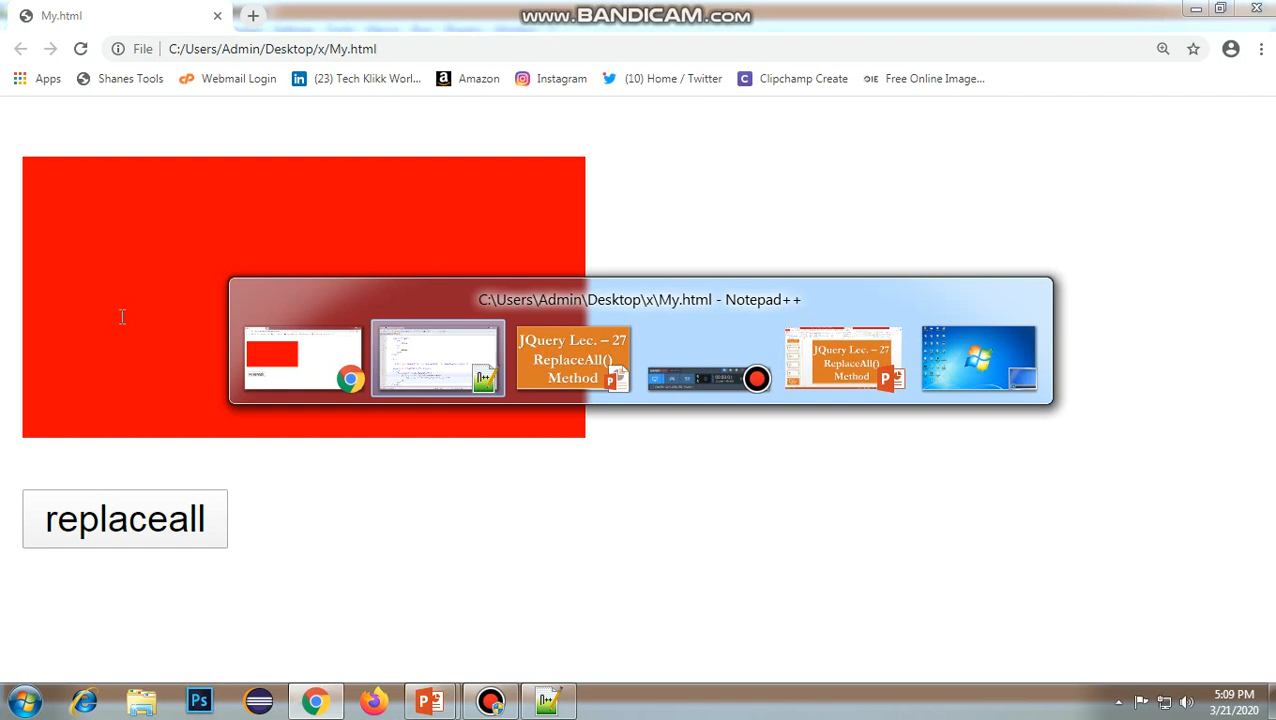 My.html
www.BANDICAM.com
File
C:/Users/Admin/Desktop/x/My.html
Apps
Shanes Tools
Webmail Login
(23) Tech Klikk Worl...
Amazon
Instagram
(10) Home / Twitter
Clipchamp Create
Free Online Image...
C:\Users\Admin\Desktop\x\My.html - Notepad++
JQuery Lec. – 27
ReplaceAll()
Method
JQuery Lec. – 27
ReplaceAll()
Method
replaceall
5:09 PM
3/21/2020